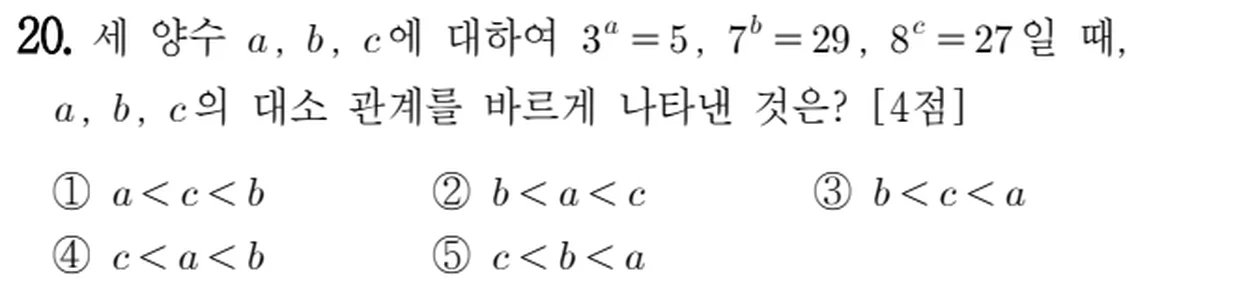 20. 세 양수 a, b, c에 대하여 3^a = 5, 7^b = 29, 8^c = 27일 때,
a, b, c의 대소 관계를 바르게 나타낸 것은? [4점]
① a < c < b ② b < a < c ③ b < c < a
④ c < a < b ⑤ c < b < a